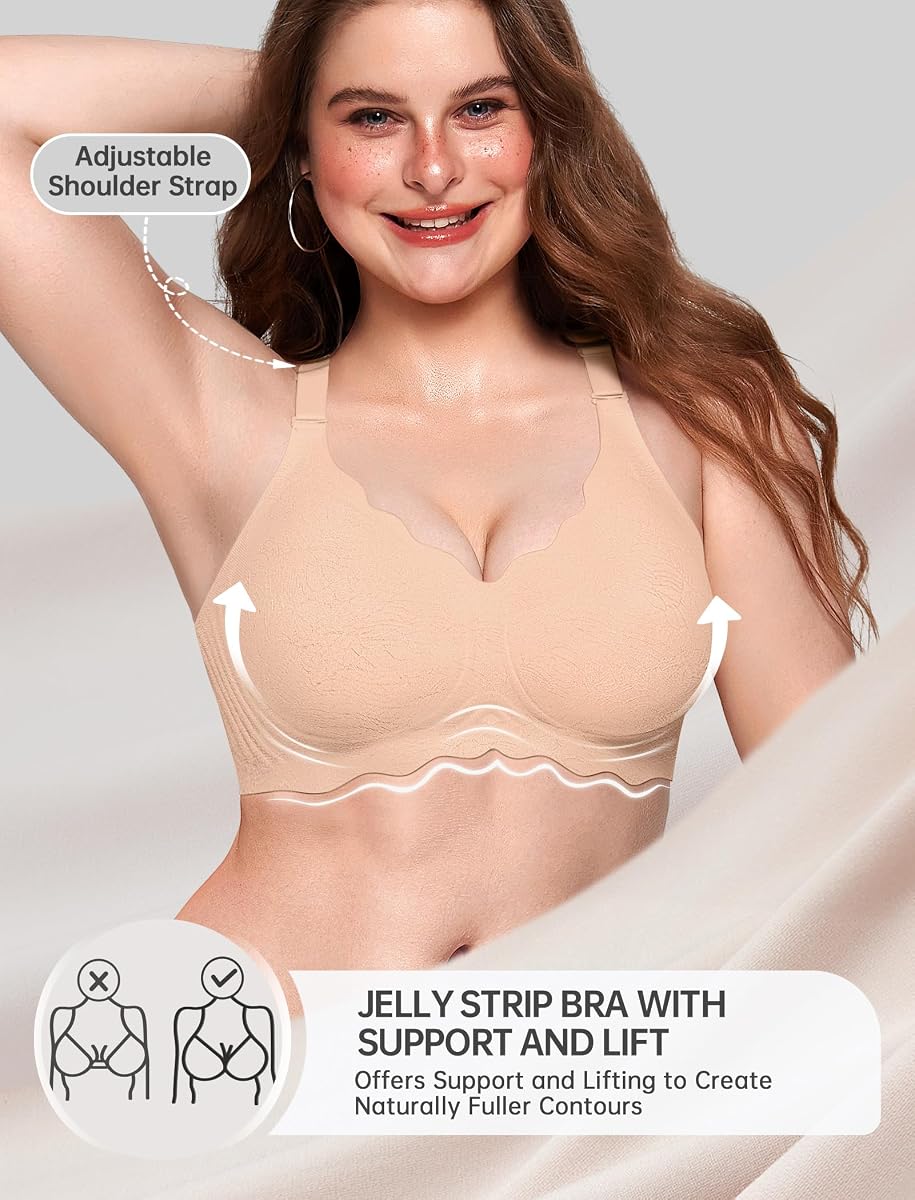 Adjustable
Shoulder Strap
JELLY STRIP BRA WITH
SUPPORT AND LIFT
Offers Support and Lifting to Create
Naturally Fuller Contours